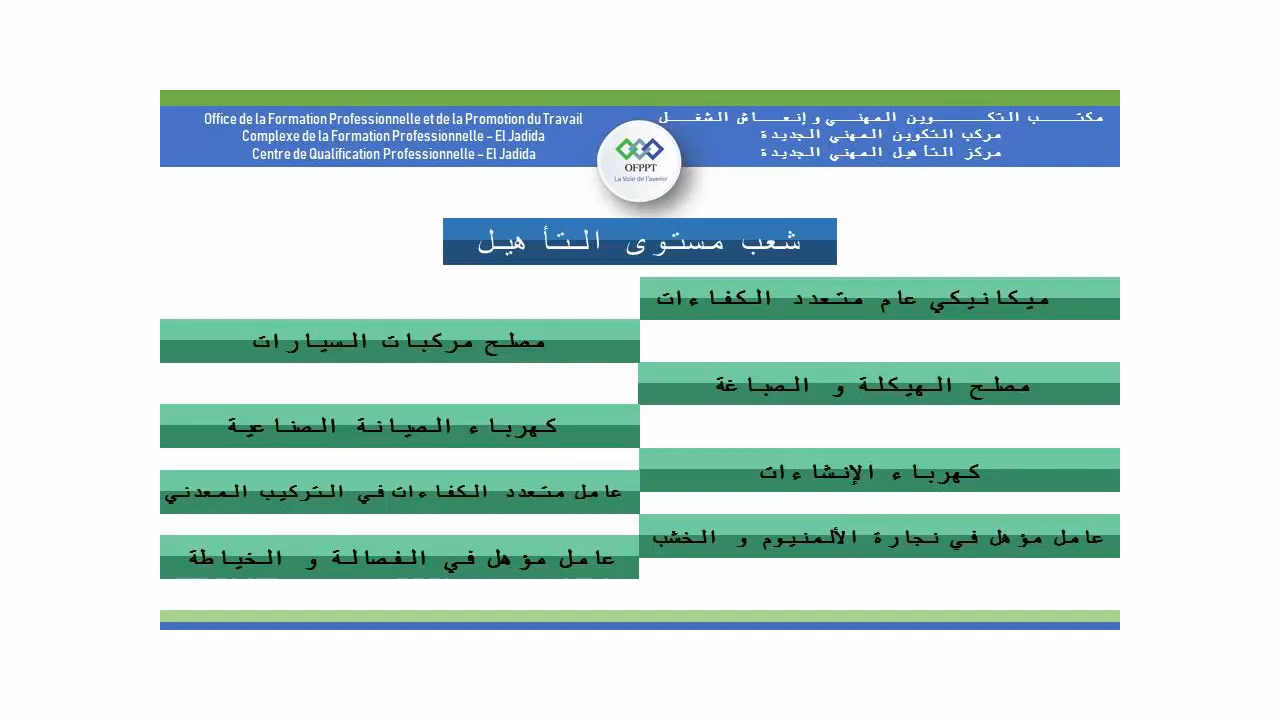 Office de la Formation Professionnelle et de la Promotion du Travail
Complexe de la Formation Professionnelle – El Jadida
Centre de Qualification Professionnelle – El Jadida
مكتب التكوين المهني وإنعاش الشغل
مركب التكوين المهني الجديدة
مركز التأهيل المهني الجديدة
OFPPT
La Voie de l'avenir
شعب مستوى التأهيل
ميكانيكي عام متعدد الكفاءات
مصلح مركبات السيارات
مصلح الهيكلة و الصباغة
كهرباء الصيانة الصناعية
كهرباء الإنشاءات
عامل متعدد الكفاءات في التركيب المعدني
عامل مؤهل في نجارة الألمنيوم و الخشب
عامل مؤهل في الفصالة و الخياطة